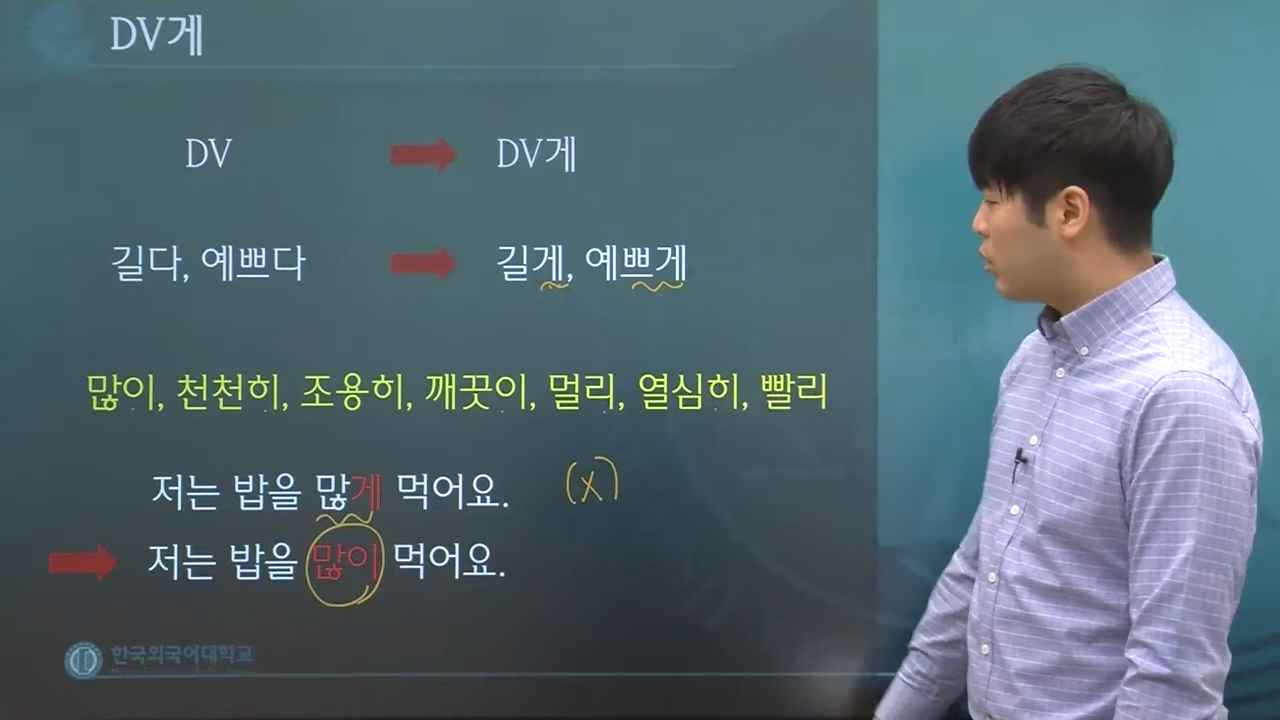 DV게
DV DV게
길다, 예쁘다 길게, 예쁘게
많이, 천천히, 조용히, 깨끗이, 멀리, 열심히, 빨리
저는 밥을 많게 먹어요. (x)
저는 밥을 많이 먹어요.
한국외국어대학교